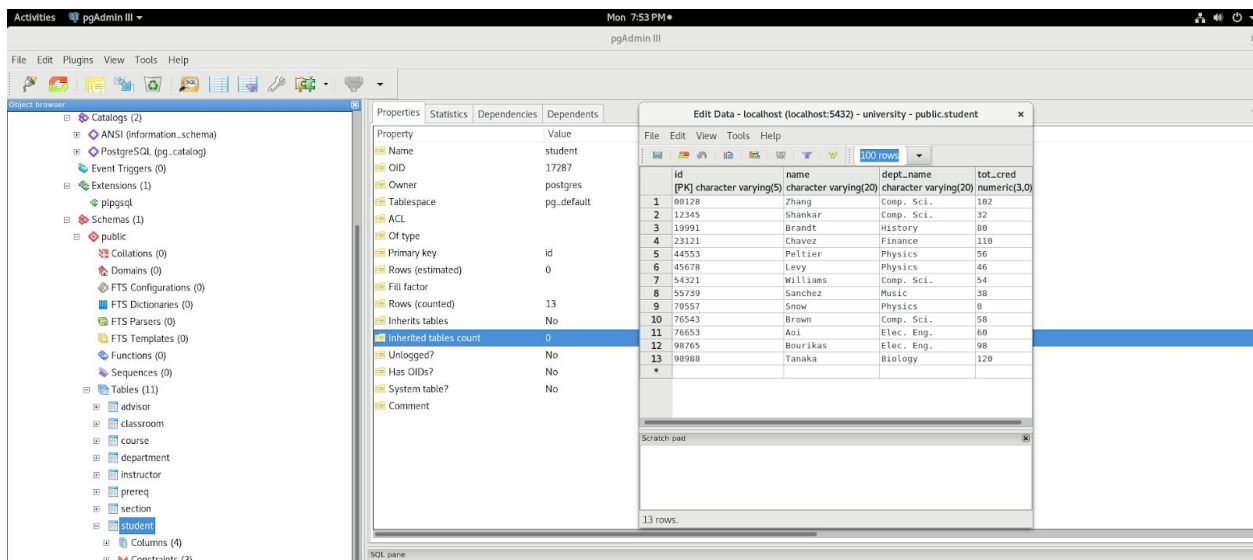 Activities pgAdmin III Mon 7:53 PM
pgAdmin III
File Edit Plugins View Tools Help
SQL
Object browser
Catalogs (2)
ANSI (information_schema)
PostgreSQL (pg_catalog)
Event Triggers (0)
Extensions (1)
plpgsql
Schemas (1)
public
Collations (0)
Domains (0)
FTS Configurations (0)
FTS Dictionaries (0)
FTS Parsers (0)
FTS Templates (0)
Functions (0)
Sequences (0)
Tables (11)
advisor
classroom
course
department
instructor
prereq
section
student
Columns (4)
Constraints (3)
Properties Statistics Dependencies Dependents
Property Value
Name student
OID 17287
Owner postgres
Tablespace pg_default
ACL
Of type
Primary key id
Rows (estimated) 0
Fill factor
Rows (counted) 13
Inherits tables No
Inherited tables count 0
Unlogged? No
Has OIDs? No
System table? No
Comment
SQL pane
Edit Data - localhost (localhost:5432) - university - public.student
File Edit View Tools Help
100 rows
id name dept_name tot_cred
[PK] character varying(5) character varying(20) character varying(20) numeric(3,0)
1 00128 Zhang Comp. Sci. 102
2 12345 Shankar Comp. Sci. 32
3 19991 Brandt History 80
4 23121 Chavez Finance 110
5 44553 Peltier Physics 56
6 45678 Levy Physics 46
7 54321 Williams Comp. Sci. 54
8 55739 Sanchez Music 38
9 70557 Snow Physics 0
10 76543 Brown Comp. Sci. 58
11 76653 Aoi Elec. Eng. 60
12 98765 Bourikas Elec. Eng. 98
13 98988 Tanaka Biology 120
*
Scratch pad
13 rows.